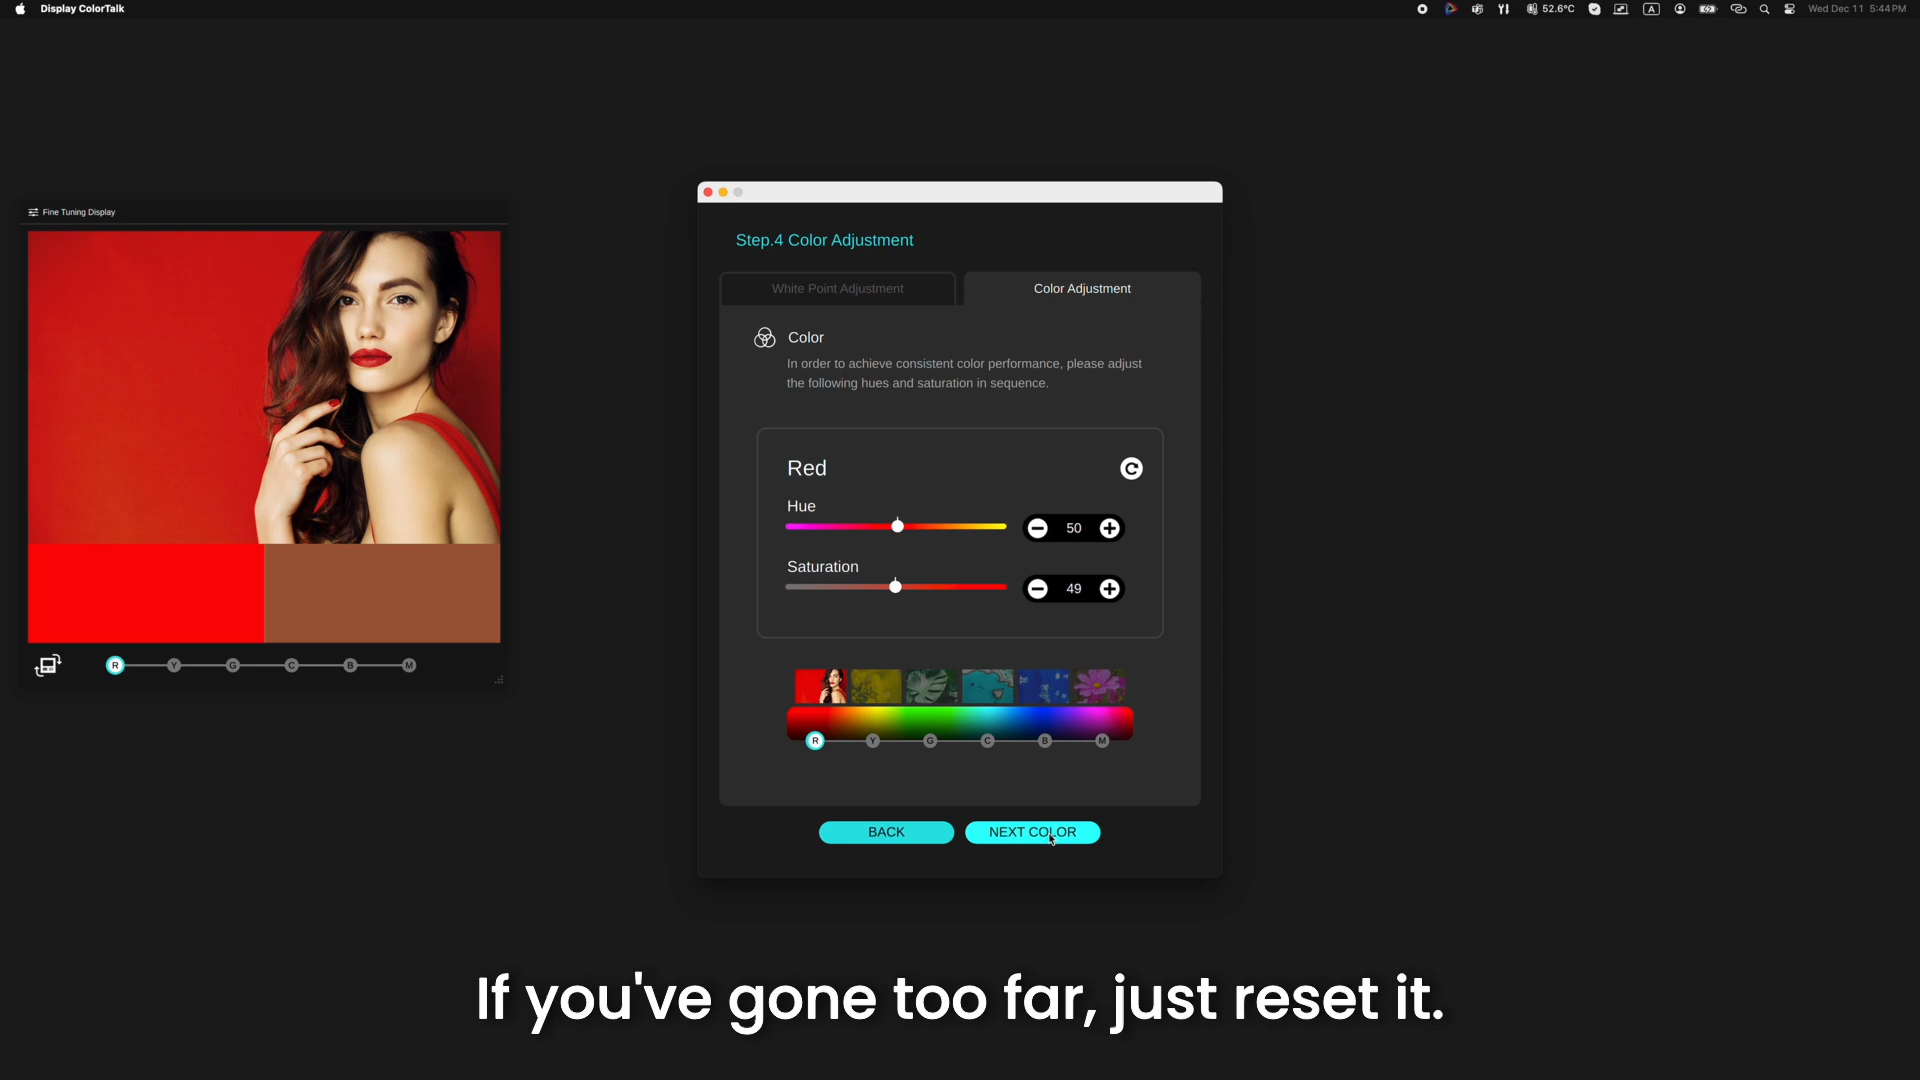 Display ColorTalk
52.6°C
A
Wed Dec 11 5:44 PM
Fine Tuning Display
R Y G C B M
Step.4 Color Adjustment
White Point Adjustment
Color Adjustment
Color
In order to achieve consistent color performance, please adjust
the following hues and saturation in sequence.
Red
Hue
50
Saturation
49
R Y G C B M
BACK
NEXT COLOR
If you've gone too far, just reset it.